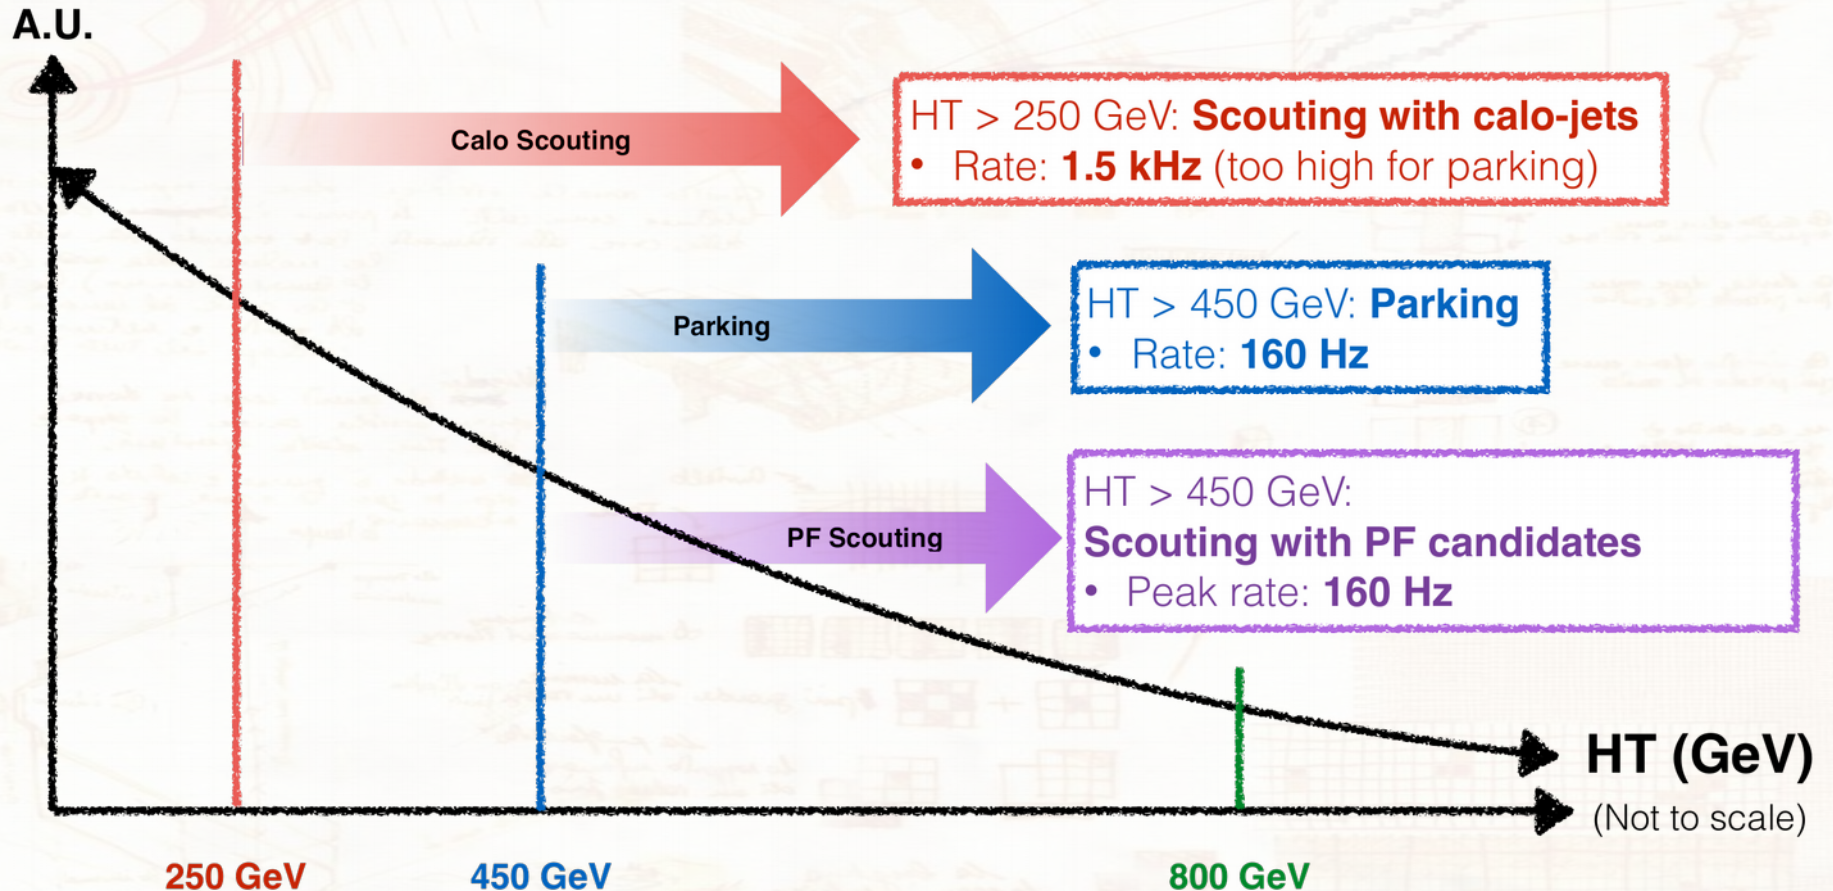 A.U.
Calo Scouting
HT > 250 GeV: Scouting with calo-jets
• Rate: 1.5 kHz (too high for parking)
Parking
HT > 450 GeV: Parking
• Rate: 160 Hz
PF Scouting
HT > 450 GeV:
Scouting with PF candidates
• Peak rate: 160 Hz
HT (GeV)
(Not to scale)
250 GeV
450 GeV
800 GeV